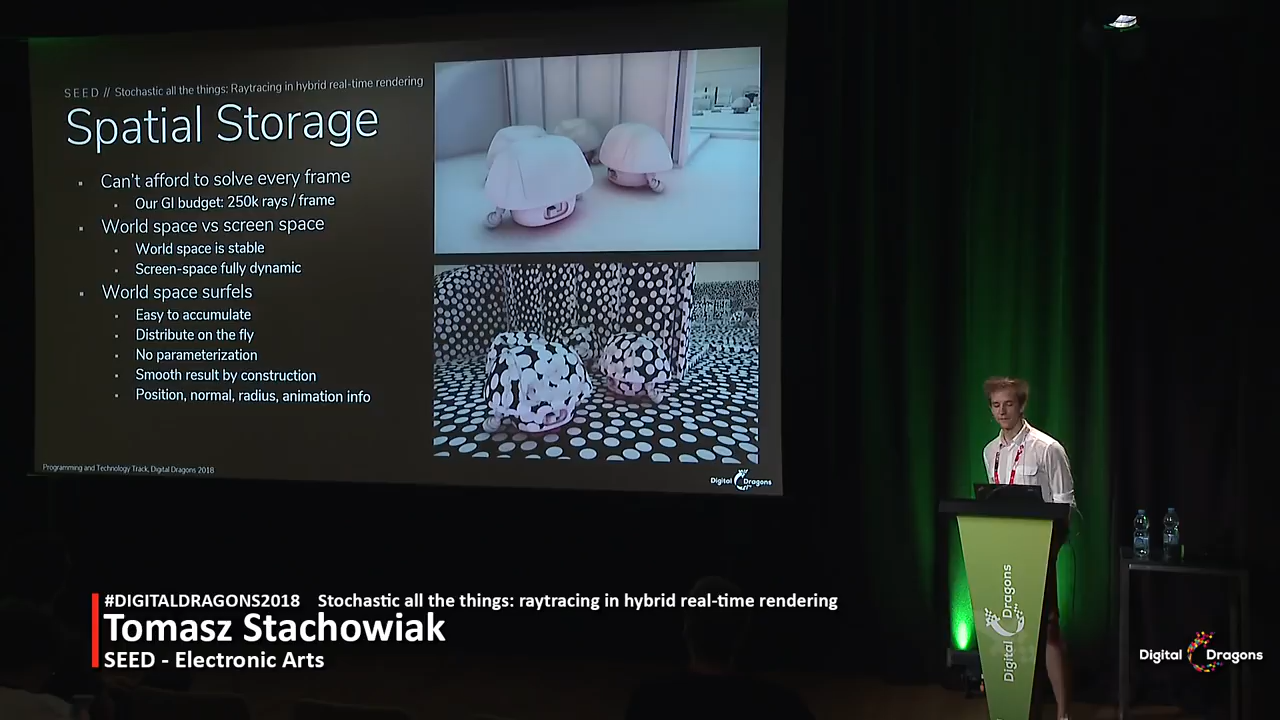 SEED // Stochastic all the things: Raytracing in hybrid real-time rendering
Spatial Storage
Can't afford to solve every frame
Our GI budget: 250k rays / frame
World space vs screen space
World space is stable
Screen-space fully dynamic
World space surfels
Easy to accumulate
Distribute on the fly
No parameterization
Smooth result by construction
Position, normal, radius, animation info
Programming and Technology Track, Digital Dragons 2018
Digital Dragons
#DIGITALDRAGONS2018 Stochastic all the things: raytracing in hybrid real-time rendering
Tomasz Stachowiak
SEED - Electronic Arts
Digital Dragons
Digital Dragons